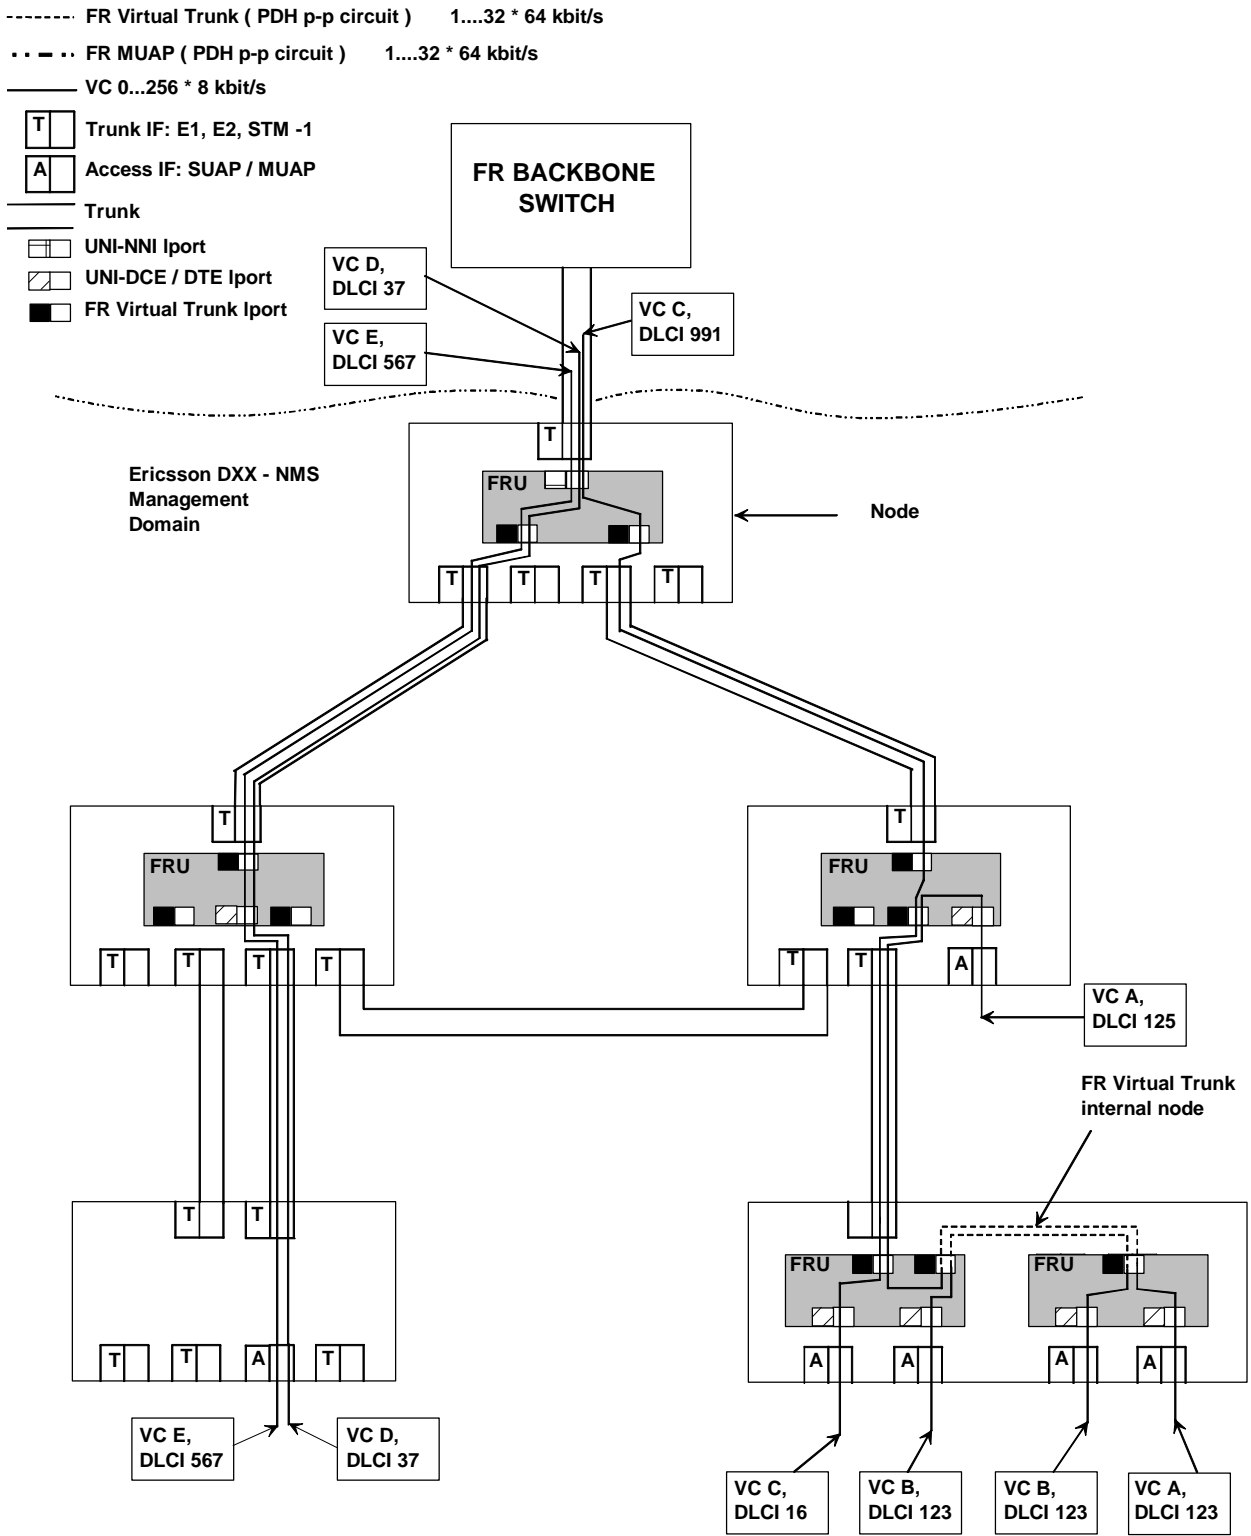 FR Virtual Trunk ( PDH p-p circuit ) 1....32 * 64 kbit/s
FR MUAP ( PDH p-p circuit ) 1....32 * 64 kbit/s
VC 0...256 * 8 kbit/s
T Trunk IF: E1, E2, STM -1
A Access IF: SUAP / MUAP
Trunk
UNI-NNI Iport
UNI-DCE / DTE Iport
FR Virtual Trunk Iport
FR BACKBONE
SWITCH
VC D,
DLCI 37
VC C,
DLCI 991
VC E,
DLCI 567
T
Ericsson DXX - NMS
Management
Domain
FRU
Node
T T T T
T
FRU
T T T T
T
FRU
T T A
VC A,
DLCI 125
FR Virtual Trunk
internal node
T T
T T A T
FRU FRU
A A A A
VC E,
DLCI 567
VC D,
DLCI 37
VC C,
DLCI 16
VC B,
DLCI 123
VC B,
DLCI 123
VC A,
DLCI 123